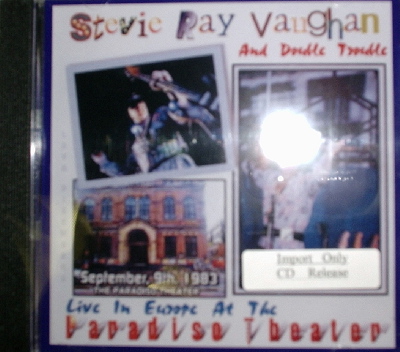 Stevie Ray Vaughan
And Double Trouble
September, 9th. 1983
THE PARADISO THEATER
Import Only
CD Release
Live In Europe At The
Paradise Theater